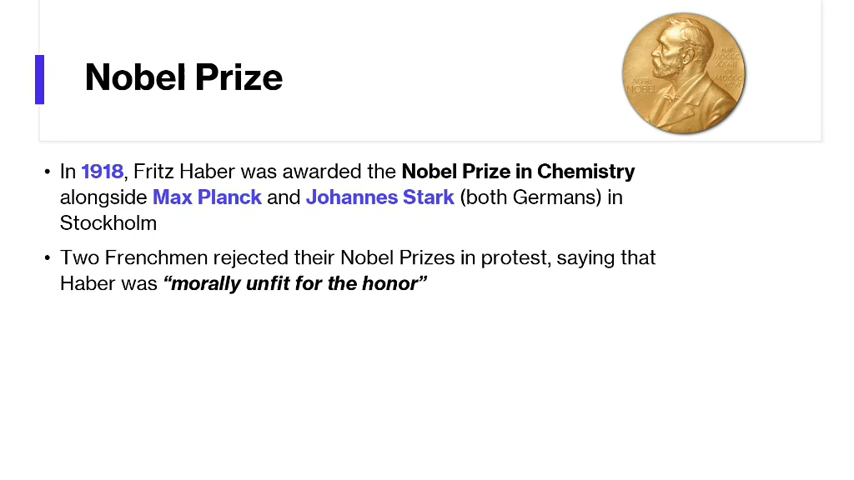 Nobel Prize
• In 1918, Fritz Haber was awarded the Nobel Prize in Chemistry
alongside Max Planck and Johannes Stark (both Germans) in
Stockholm
• Two Frenchmen rejected their Nobel Prizes in protest, saying that
Haber was “morally unfit for the honor”